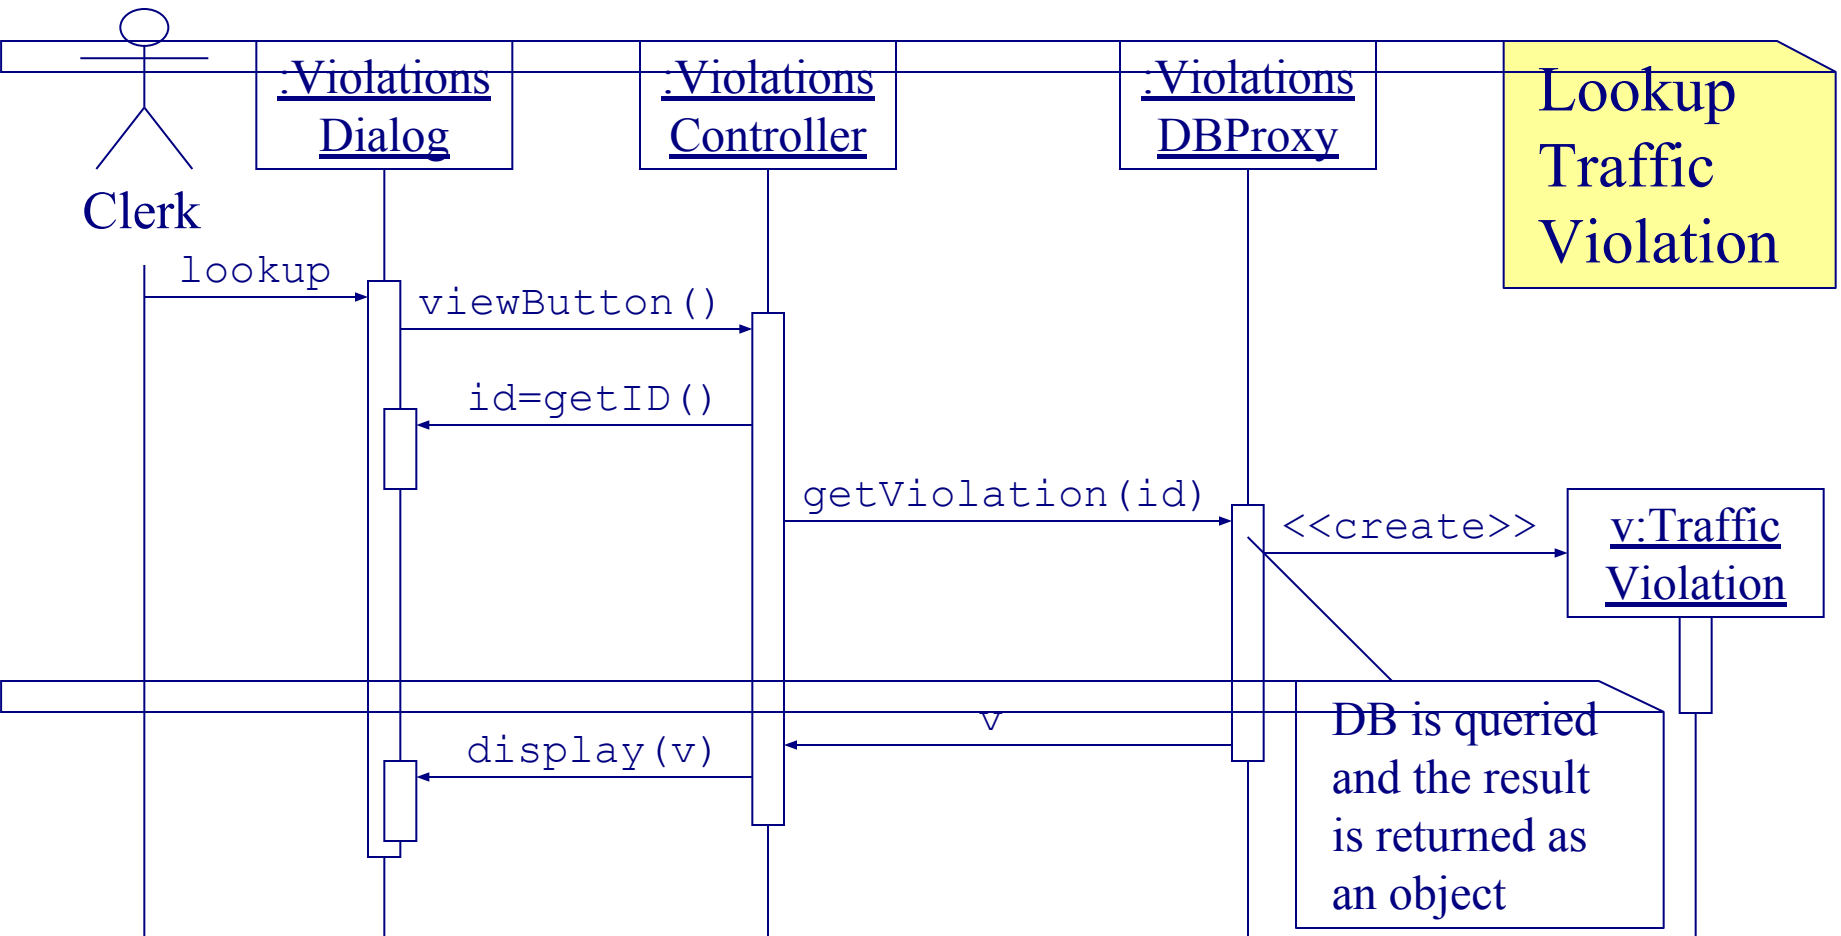 :Violations
Dialog
:Violations
Controller
:Violations
DBProxy
Lookup
Traffic
Violation
Clerk
lookup
viewButton()
id=getID()
getViolation(id)
<<create>>
v:Traffic
Violation
v
display(v)
DB is queried
and the result
is returned as
an object